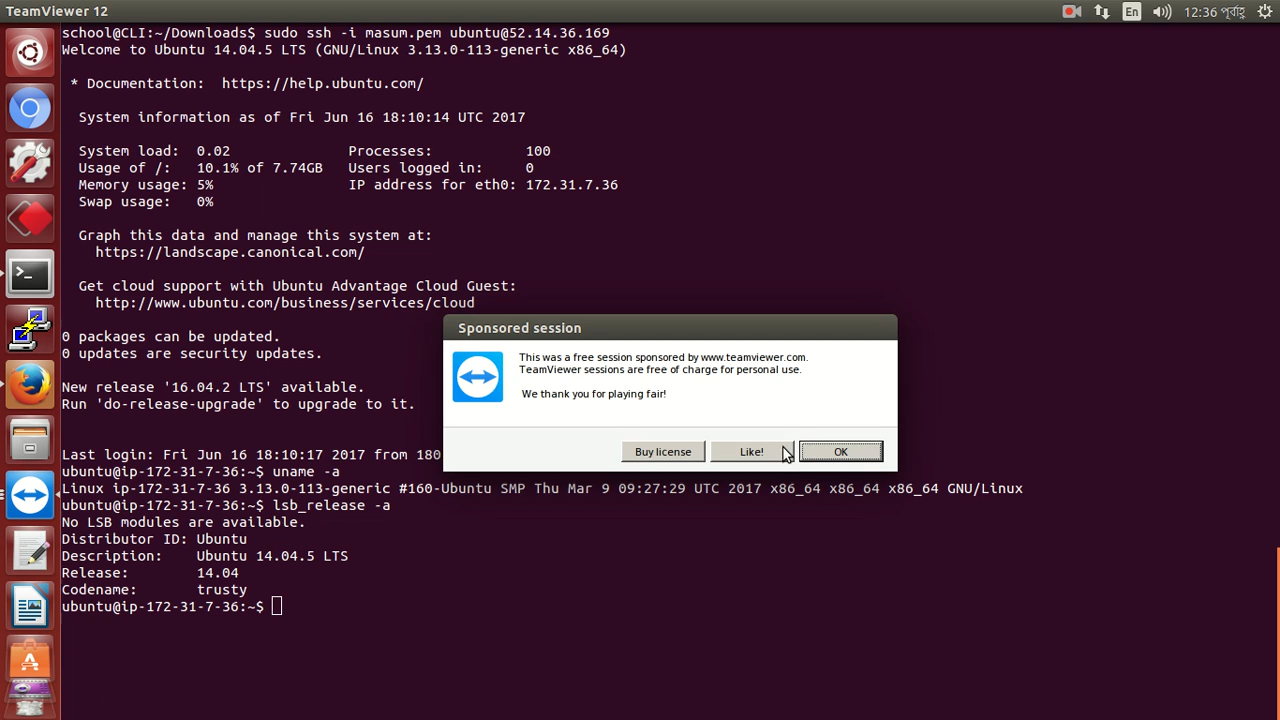 TeamViewer 12
En
12:36 পূর্বাহ্ণ
school@CLI:~/Downloads$ sudo ssh -i masum.pem ubuntu@52.14.36.169
Welcome to Ubuntu 14.04.5 LTS (GNU/Linux 3.13.0-113-generic x86_64)
* Documentation:  https://help.ubuntu.com/
System information as of Fri Jun 16 18:10:14 UTC 2017
System load:  0.02                Processes:           100
Usage of /:   10.1% of 7.74GB   Users logged in:     0
Memory usage: 5%                IP address for eth0: 172.31.7.36
Swap usage:   0%
Graph this data and manage this system at:
https://landscape.canonical.com/
Get cloud support with Ubuntu Advantage Cloud Guest:
http://www.ubuntu.com/business/services/cloud
0 packages can be updated.
0 updates are security updates.
New release '16.04.2 LTS' available.
Run 'do-release-upgrade' to upgrade to it.
Last login: Fri Jun 16 18:10:17 2017 from 180
ubuntu@ip-172-31-7-36:~$ uname -a
Linux ip-172-31-7-36 3.13.0-113-generic #160-Ubuntu SMP Thu Mar 9 09:27:29 UTC 2017 x86_64 x86_64 x86_64 GNU/Linux
ubuntu@ip-172-31-7-36:~$ lsb_release -a
No LSB modules are available.
Distributor ID: Ubuntu
Description:    Ubuntu 14.04.5 LTS
Release:        14.04
Codename:       trusty
ubuntu@ip-172-31-7-36:~$
Sponsored session
This was a free session sponsored by www.teamviewer.com.
TeamViewer sessions are free of charge for personal use.
We thank you for playing fair!
Buy license
Like!
OK